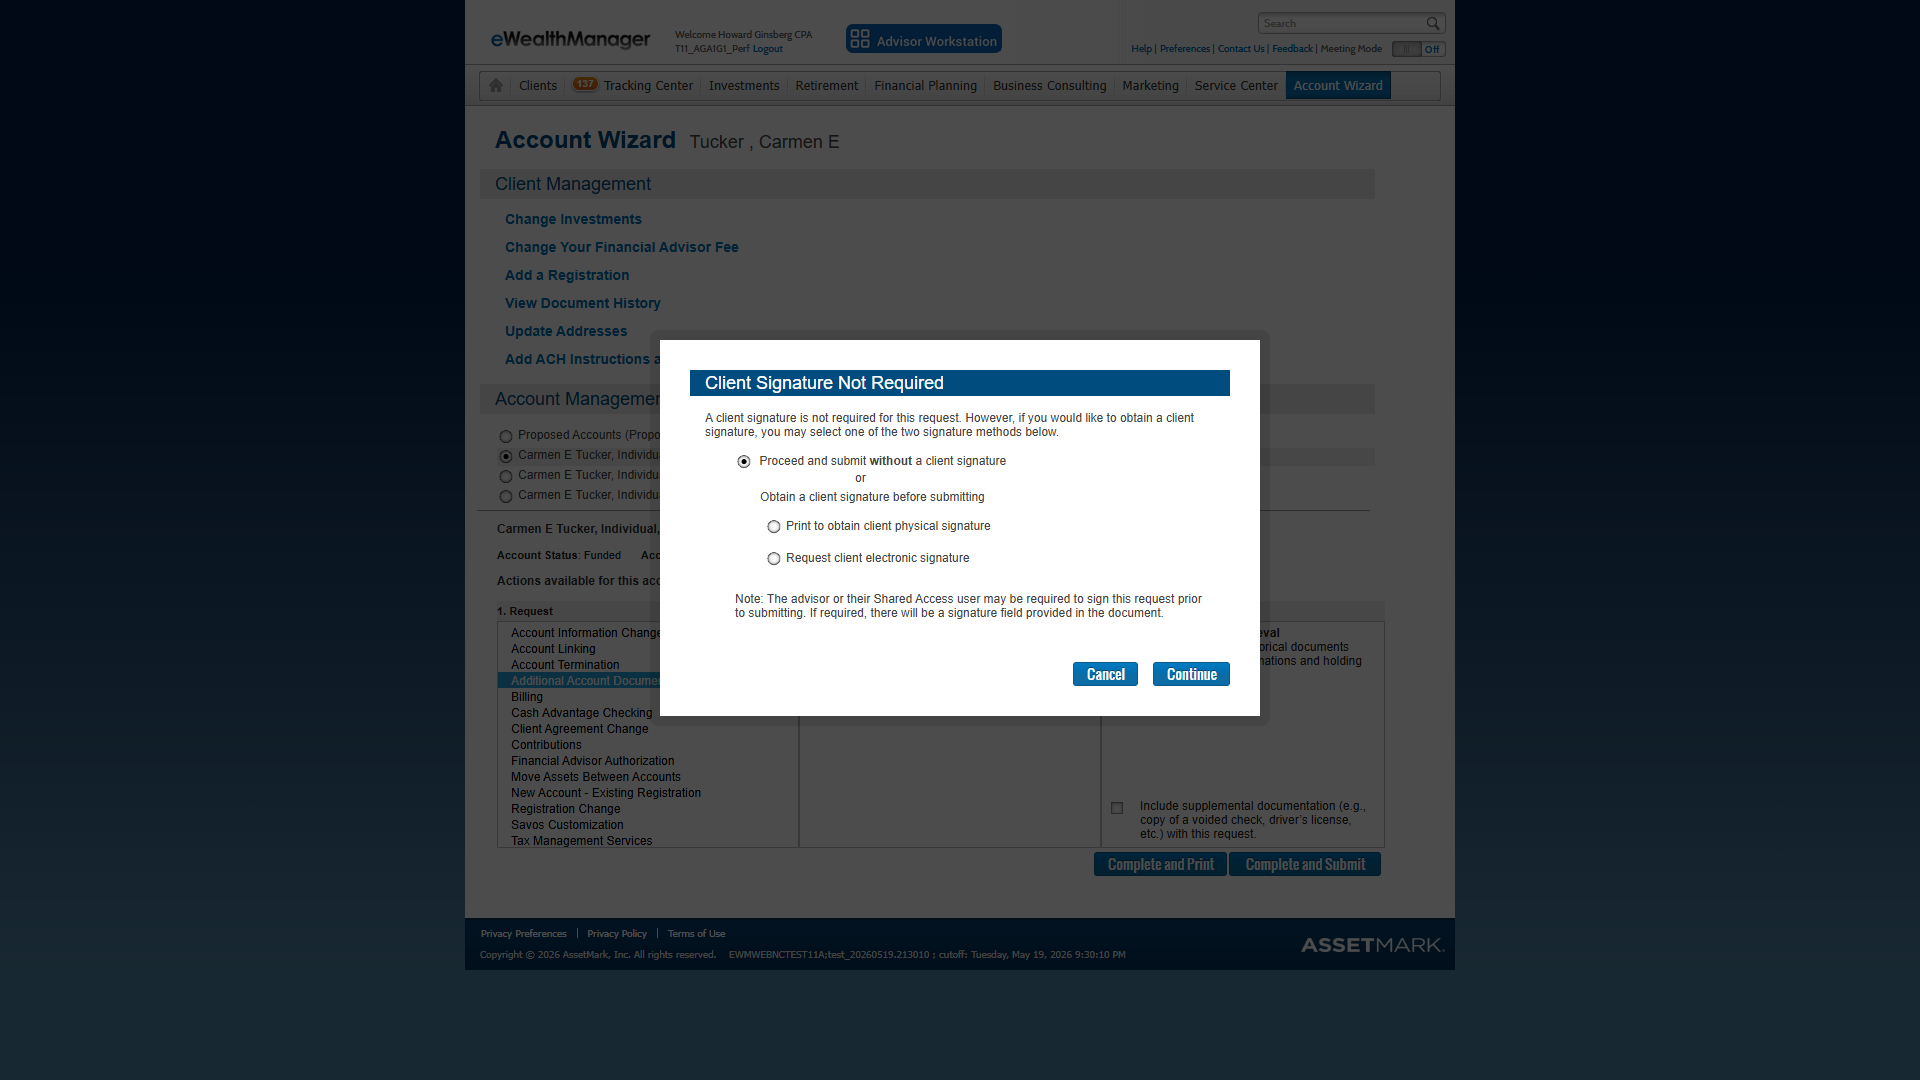 eWealthManager
Welcome Howard Ginsberg CPA
T11_AGA1G1_Perf Logout
Advisor Workstation
Search
Help | Preferences | Contact Us | Feedback | Meeting Mode Off
Clients 137 Tracking Center Investments Retirement Financial Planning Business Consulting Marketing Service Center Account Wizard
Account Wizard Tucker , Carmen E
Client Management
Change Investments
Change Your Financial Advisor Fee
Add a Registration
View Document History
Update Addresses
Add ACH Instructions
Account Management
Proposed Accounts
Carmen E Tucker,
Carmen E Tucker,
Carmen E Tucker,
Carmen E Tucker, Individual,
Account Status: Funded
Actions available for this
1. Request
Account Information Change
Account Linking
Account Termination
Additional Account
Billing
Cash Advantage Checking
Client Agreement Change
Contributions
Financial Advisor Authorization
Move Assets Between Accounts
New Account - Existing Registration
Registration Change
Savos Customization
Tax Management Services
Client Signature Not Required
A client signature is not required for this request. However, if you would like to obtain a client
signature, you may select one of the two signature methods below.
Proceed and submit without a client signature
or
Obtain a client signature before submitting
Print to obtain client physical signature
Request client electronic signature
Note: The advisor or their Shared Access user may be required to sign this request prior
to submitting. If required, there will be a signature field provided in the document.
Cancel Continue
documents
and holding
Include supplemental documentation (e.g.,
copy of a voided check, driver's license,
etc.) with this request.
Complete and Print Complete and Submit
Privacy Preferences | Privacy Policy | Terms of Use
Copyright © 2026 AssetMark, Inc. All rights reserved. EWMWEBNCTEST11A;test_20260519.213010 ; cutoff: Tuesday, May 19, 2026 9:30:10 PM
ASSETMARK.